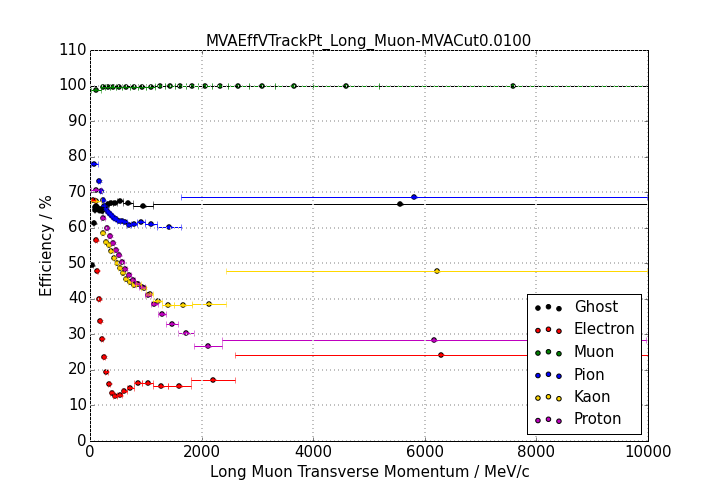 MVAEffVTrackPt_Long_Muon-MVACut0.0100
110
100
90
80
70
60
50
40
30
20
10
0
Efficiency / %
Ghost
Electron
Muon
Pion
Kaon
Proton
0 2000 4000 6000 8000 10000
Long Muon Transverse Momentum / MeV/c